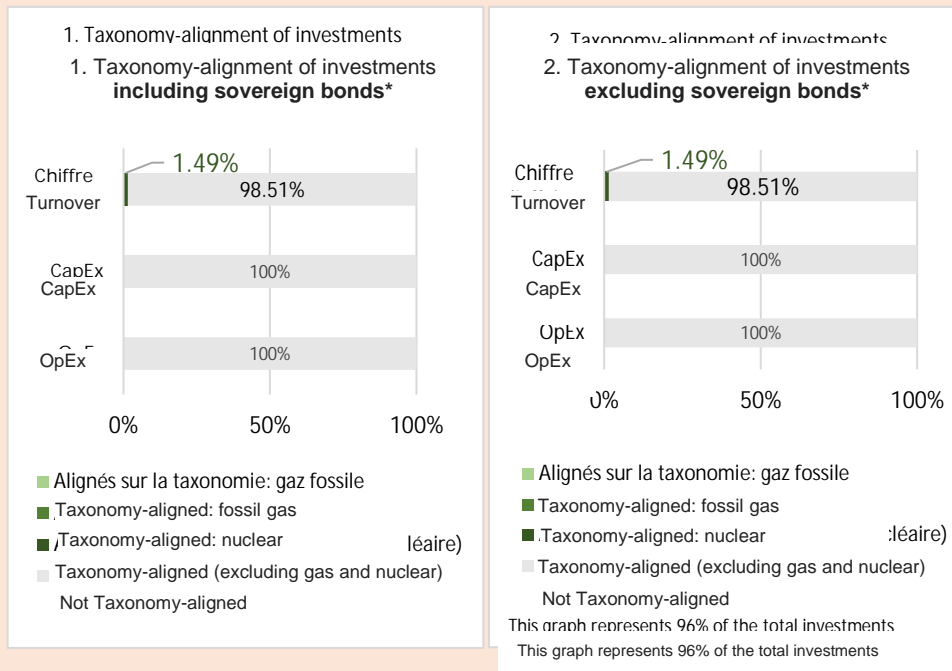 1. Taxonomy-alignment of investments
1. Taxonomy-alignment of investments
including sovereign bonds*
1.49%
Chiffre
98.51%
Turnover
CapEx
100%
CapEx
100%
OpEx
0% 50% 100%
Alignés sur la taxonomie: gaz fossile
Taxonomy-aligned: fossil gas
Taxonomy-aligned: nuclear léaire)
Taxonomy-aligned (excluding gas and nuclear)
Not Taxonomy-aligned
2. Taxonomy-alignment of investments
2. Taxonomy-alignment of investments
excluding sovereign bonds*
1.49%
Chiffre
98.51%
Turnover
CapEx
100%
CapEx
OpEx
100%
OpEx
0% 50% 100%
Alignés sur la taxonomie: gaz fossile
Taxonomy-aligned: fossil gas
Taxonomy-aligned: nuclear cléaire)
Taxonomy-aligned (excluding gas and nuclear)
Not Taxonomy-aligned
This graph represents 96% of the total investments
This graph represents 96% of the total investments